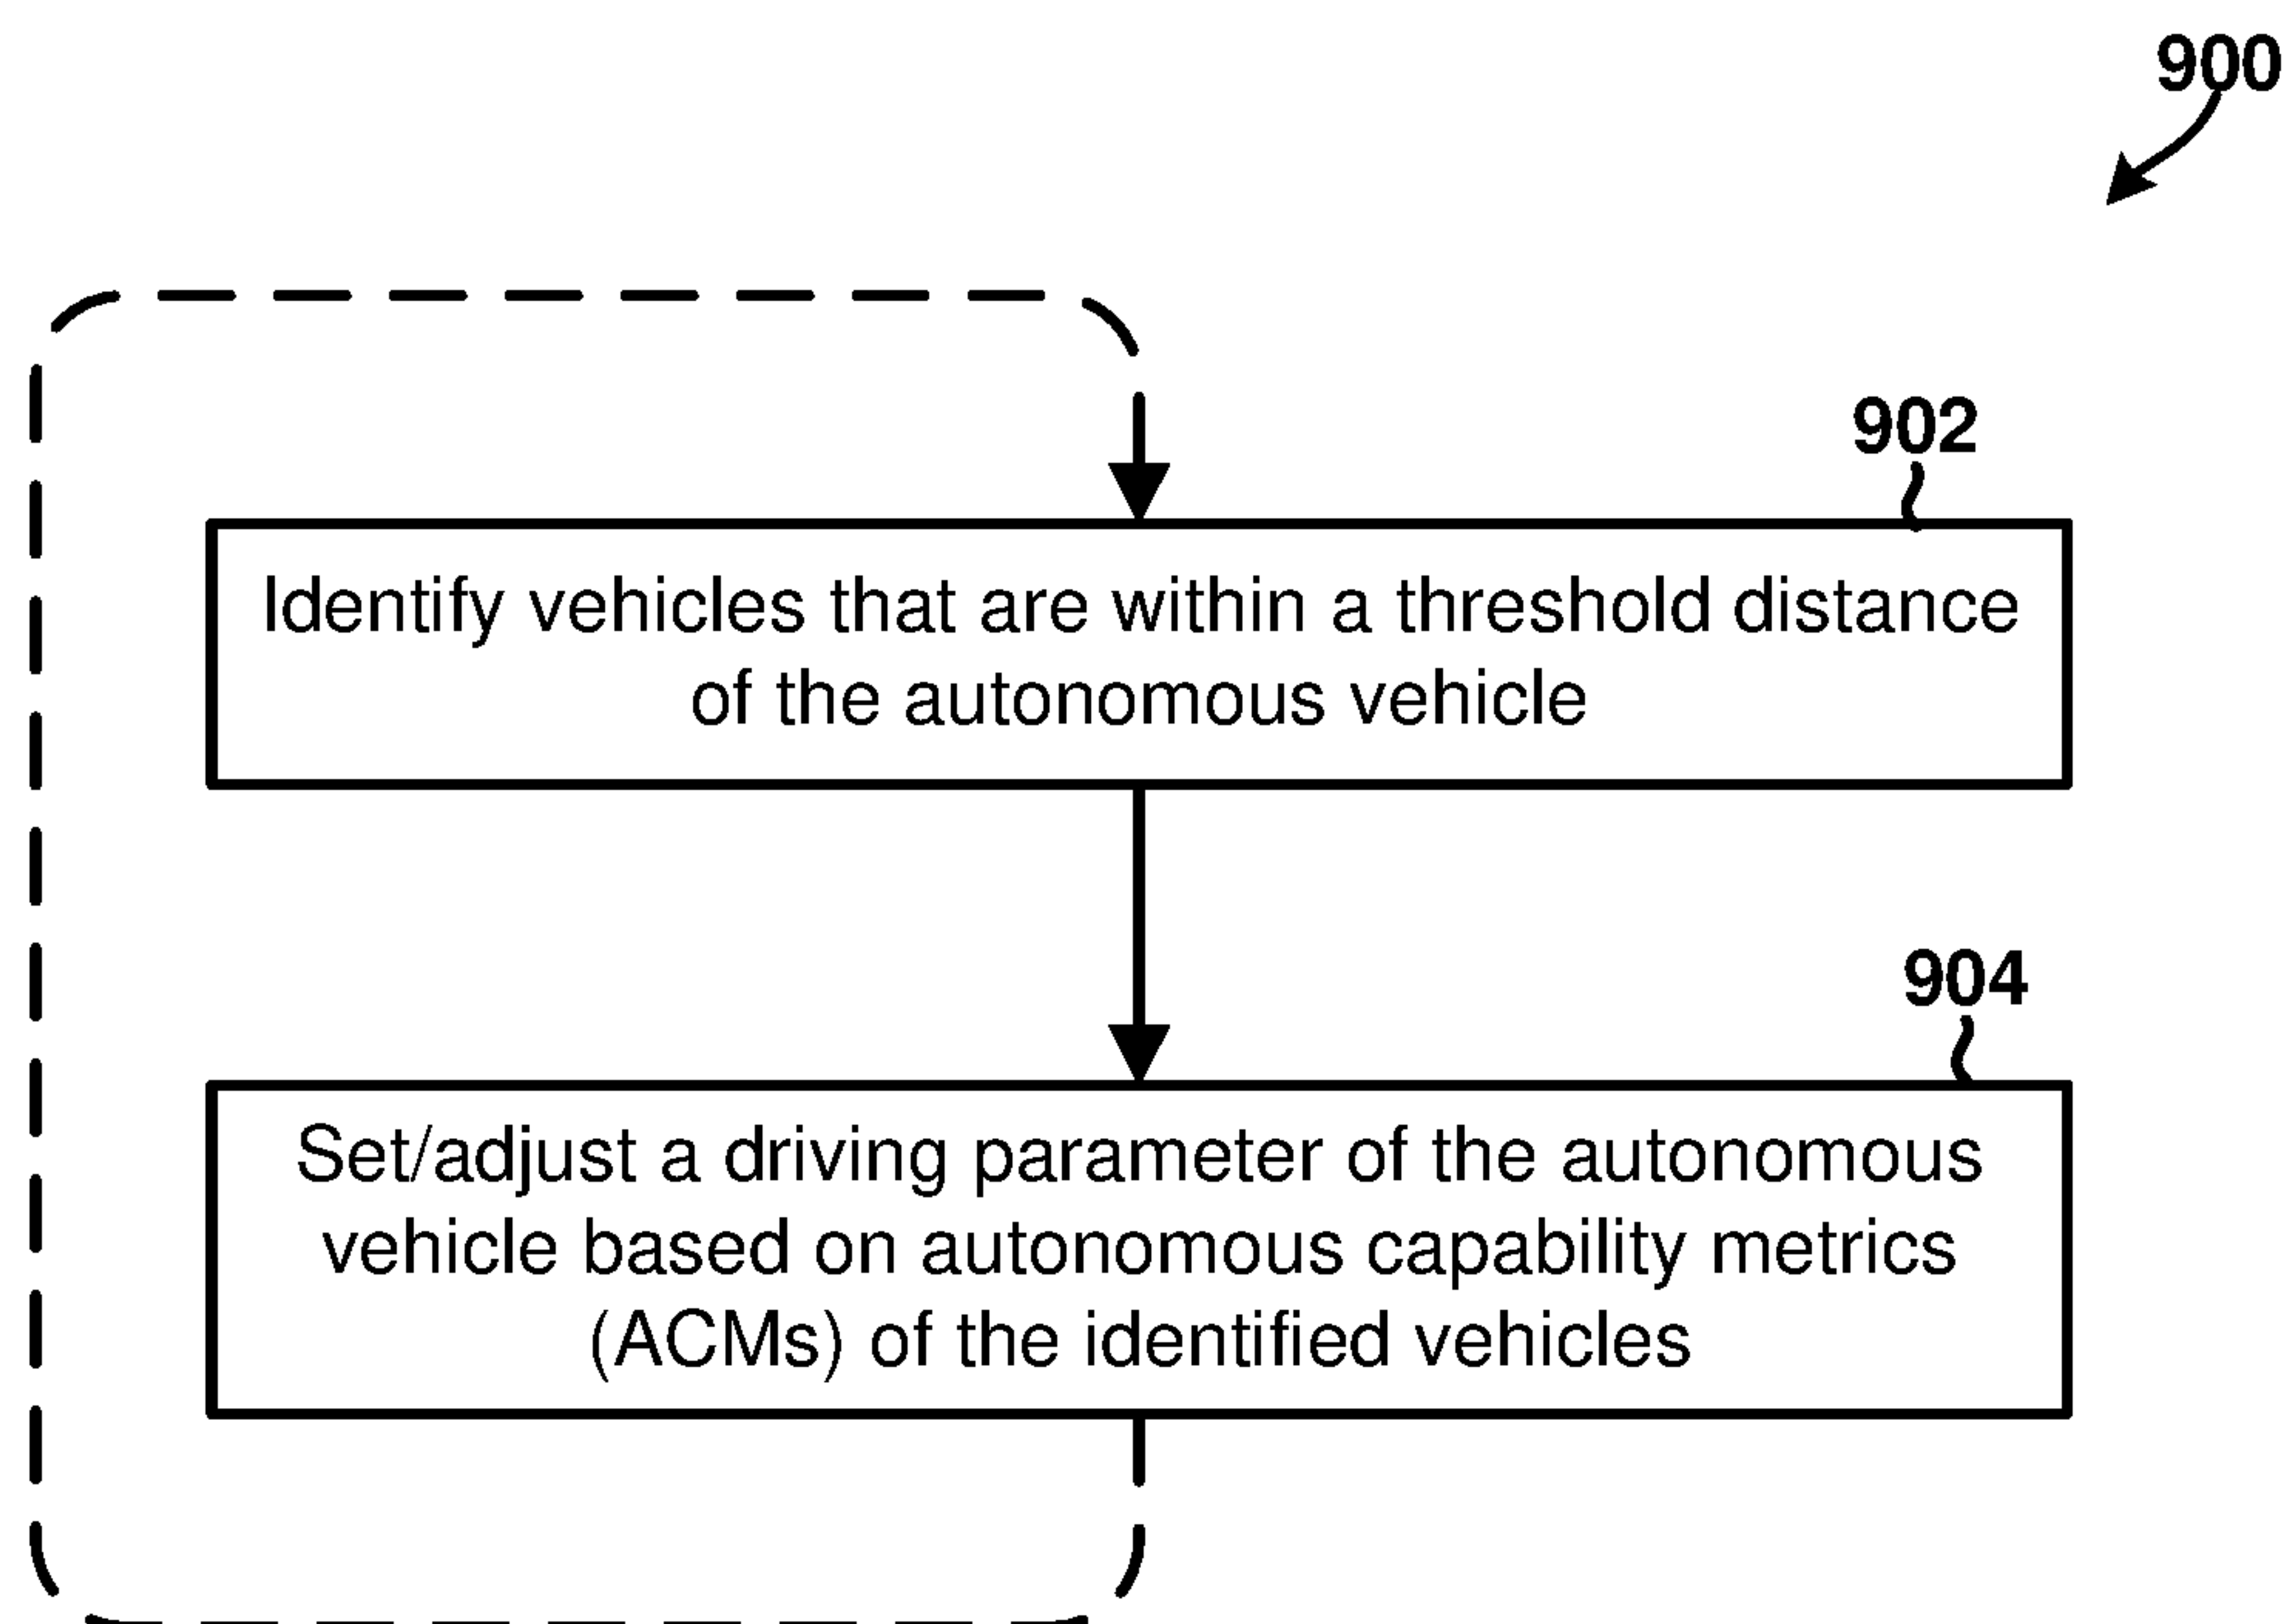 900
902
Identify vehicles that are within a threshold distance
of the autonomous vehicle
904
Set/adjust a driving parameter of the autonomous
vehicle based on autonomous capability metrics
(ACMs) of the identified vehicles